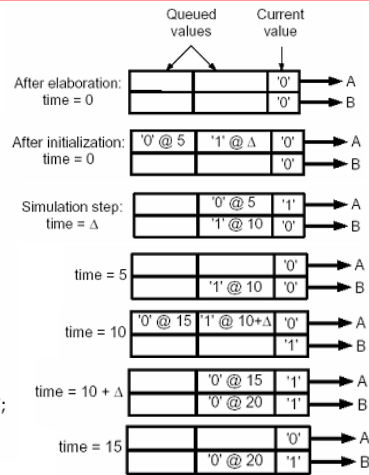 Queued values Current value
After elaboration: time = 0
'0' A
'0' B
After initialization: time = 0
'0' @ 5 '1' @ Δ '0' A
'0' B
Simulation step: time = Δ
'0' @ 5 '1' A
'1' @ 10 '0' B
time = 5
'0' A
'1' @ 10 '0' B
time = 10
'0' @ 15 '1' @ 10+Δ '0' A
'1' B
;
time = 10 + Δ
'0' @ 15 '1' A
'0' @ 20 '1' B
time = 15
'0' A
'0' @ 20 '1' B